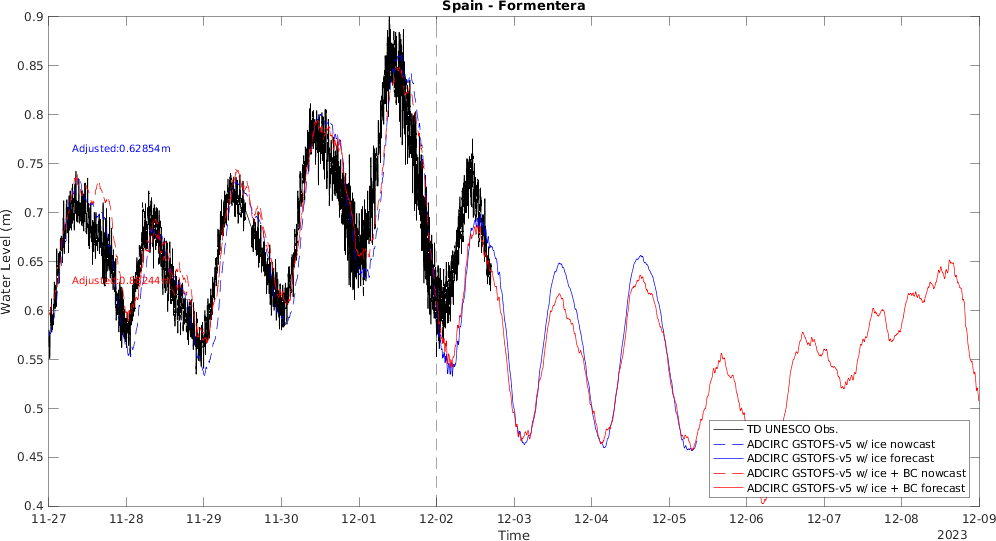 Spain - Formentera
0.9
0.85
0.8
0.75
0.7
0.65
0.6
0.55
0.5
0.45
0.4
Water Level (m)
Adjusted:0.62854m
TD UNESCO Obs.
ADCIRC GSTOFS-v5 w/ ice nowcast
ADCIRC GSTOFS-v5 w/ ice forecast
ADCIRC GSTOFS-v5 w/ ice + BC nowcast
ADCIRC GSTOFS-v5 w/ ice + BC forecast
11-27 11-28 11-29 11-30 12-01 12-02 12-03 12-04 12-05 12-06 12-07 12-08 12-09
Time
2023